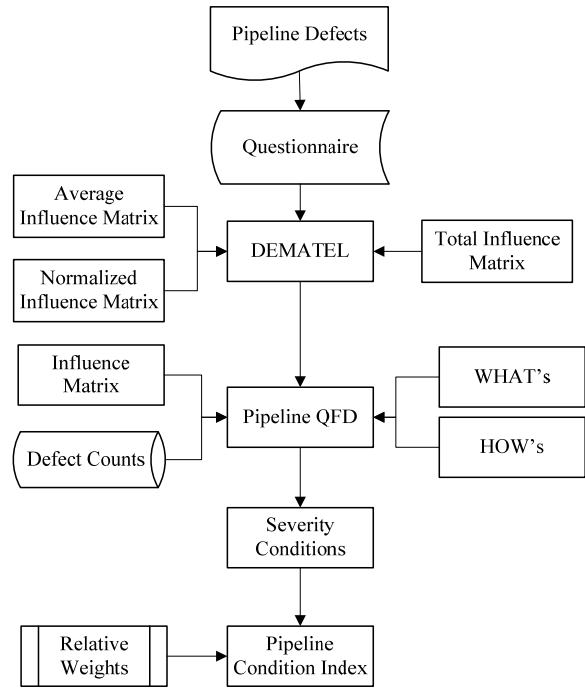 Pipeline Defects
Questionnaire
Average
Influence Matrix
Normalized
Influence Matrix
DEMATEL
Total Influence
Matrix
Influence
Matrix
Defect Counts
Pipeline QFD
WHAT's
HOW's
Severity
Conditions
Relative
Weights
Pipeline
Condition Index